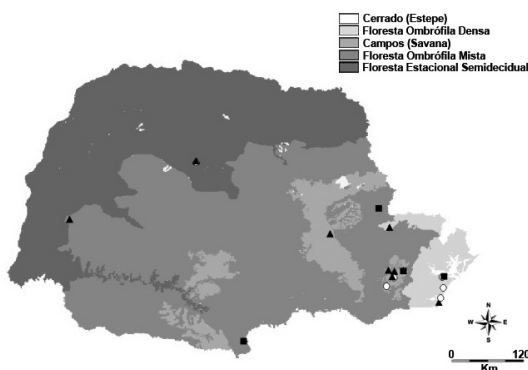 Cerrado (Estepe)
Floresta Ombrófila Densa
Campos (Savana)
Floresta Ombrófila Mista
Floresta Estacional Semidecidual
N
W E
S
0 120
Km